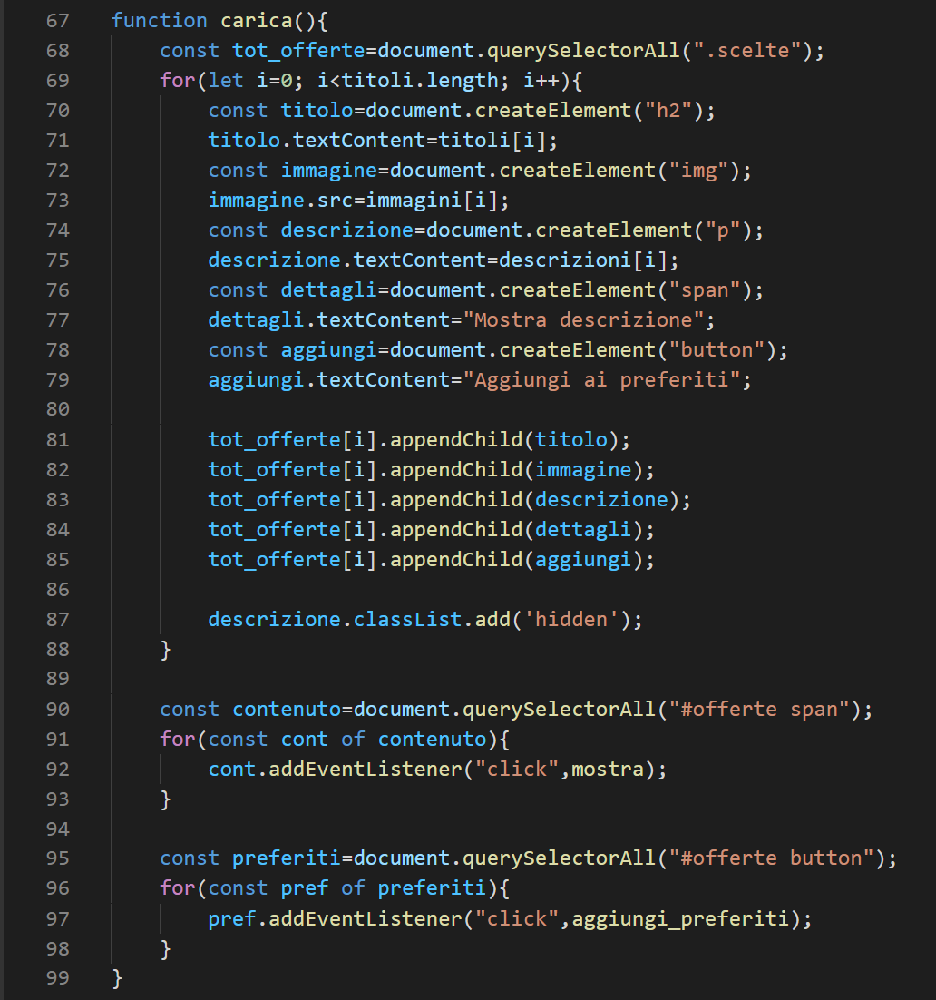 67 function carica(){
68     const tot_offerte=document.querySelectorAll(".scelte");
69     for(let i=0; i<titoli.length; i++){
70         const titolo=document.createElement("h2");
71         titolo.textContent=titoli[i];
72         const immagine=document.createElement("img");
73         immagine.src=immagini[i];
74         const descrizione=document.createElement("p");
75         descrizione.textContent=descrizioni[i];
76         const dettagli=document.createElement("span");
77         dettagli.textContent="Mostra descrizione";
78         const aggiungi=document.createElement("button");
79         aggiungi.textContent="Aggiungi ai preferiti";
80
81         tot_offerte[i].appendChild(titolo);
82         tot_offerte[i].appendChild(immagine);
83         tot_offerte[i].appendChild(descrizione);
84         tot_offerte[i].appendChild(dettagli);
85         tot_offerte[i].appendChild(aggiungi);
86
87         descrizione.classList.add('hidden');
88     }
89
90     const contenuto=document.querySelectorAll("#offerte span");
91     for(const cont of contenuto){
92         cont.addEventListener("click",mostra);
93     }
94
95     const preferiti=document.querySelectorAll("#offerte button");
96     for(const pref of preferiti){
97         pref.addEventListener("click",aggiungi_preferiti);
98     }
99 }